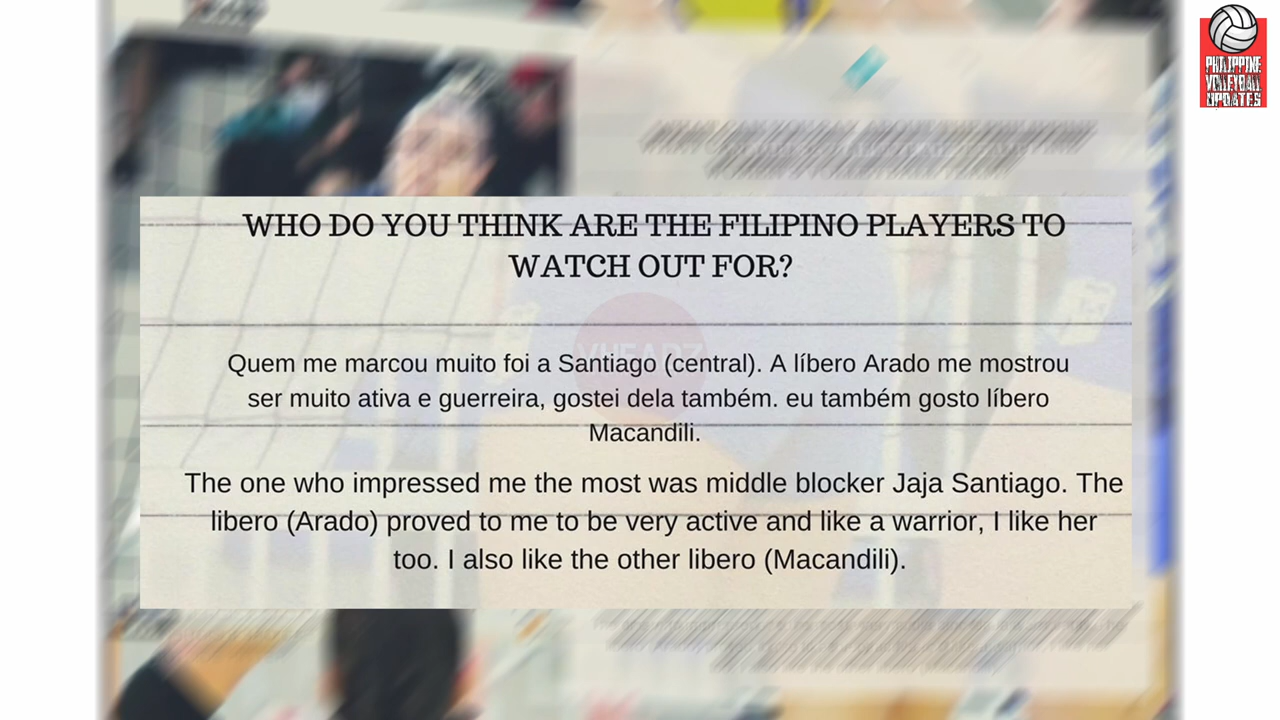 PHILIPPINE
VOLLEYBALL
UPDATES
WHO DO YOU THINK ARE THE FILIPINO PLAYERS TO
WATCH OUT FOR?
Quem me marcou muito foi a Santiago (central). A líbero Arado me mostrou
ser muito ativa e guerreira, gostei dela também. eu também gosto líbero
Macandili.
The one who impressed me the most was middle blocker Jaja Santiago. The
libero (Arado) proved to me to be very active and like a warrior, I like her
too. I also like the other libero (Macandili).